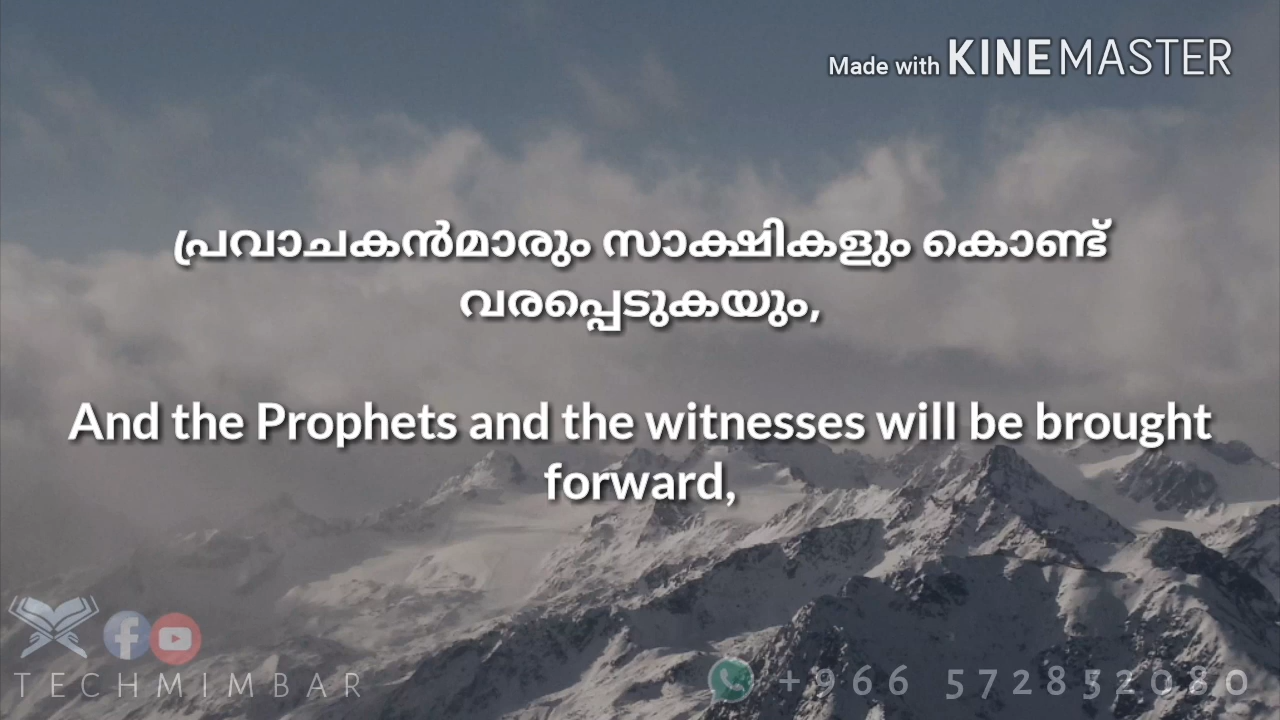 Made with KINEMASTER
പ്രവാചകൻമാരും സാക്ഷികളും കൊണ്ട്
വരപ്പെടുകയും,
And the Prophets and the witnesses will be brought
forward,
TECHMIMBAR
+966 572852080